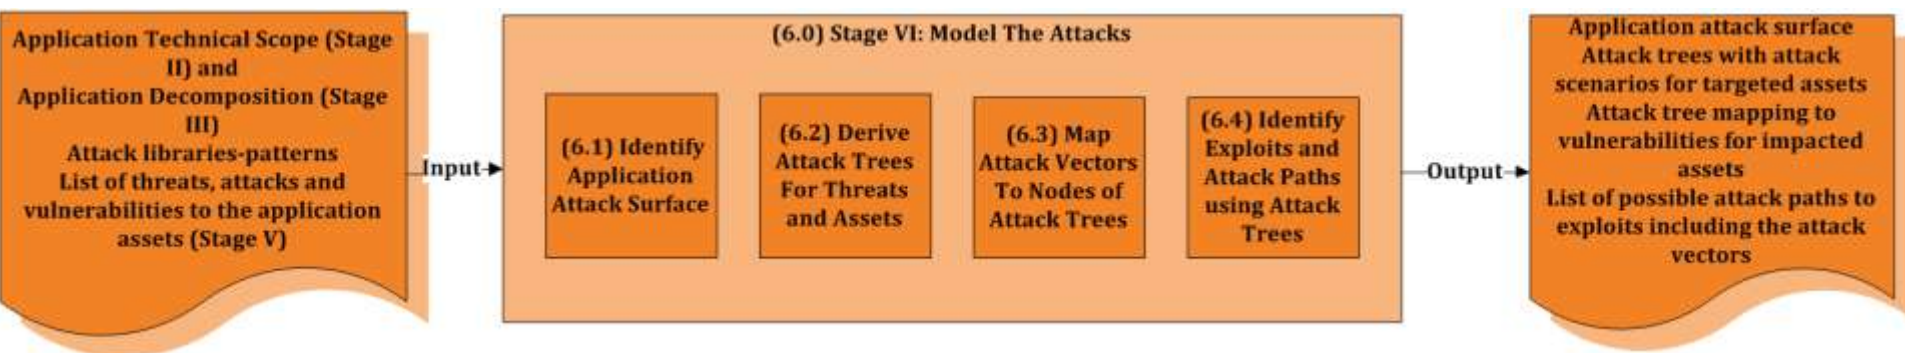 Application Technical Scope (Stage
II) and
Application Decomposition (Stage
III)
Attack libraries-patterns
List of threats, attacks and
vulnerabilities to the application
assets (Stage V)
Input
(6.0) Stage VI: Model The Attacks
(6.1) Identify
Application
Attack Surface
(6.2) Derive
Attack Trees
For Threats
and Assets
(6.3) Map
Attack Vectors
To Nodes of
Attack Trees
(6.4) Identify
Exploits and
Attack Paths
using Attack
Trees
Output
Application attack surface
Attack trees with attack
scenarios for targeted assets
Attack tree mapping to
vulnerabilities for impacted
assets
List of possible attack paths to
exploits including the attack
vectors